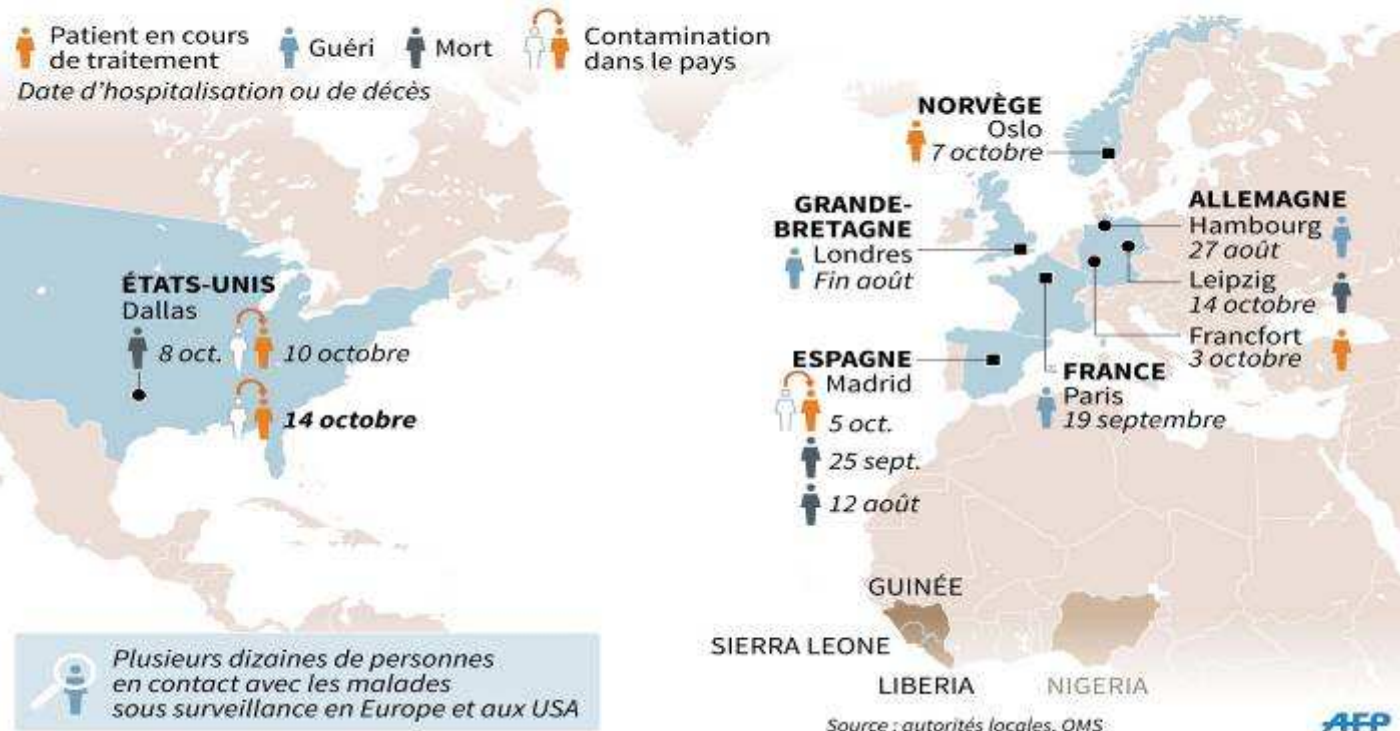 Patient en cours
de traitement
Guéri
Mort
Contamination
dans le pays
Date d'hospitalisation ou de décès
NORVÈGE
Oslo
7 octobre
GRANDE-
BRETAGNE
Londres
Fin août
ALLEMAGNE
Hambourg
27 août
Leipzig
14 octobre
Francfort
3 octobre
ÉTATS-UNIS
Dallas
8 oct.
10 octobre
14 octobre
ESPAGNE
Madrid
5 oct.
25 sept.
12 août
FRANCE
Paris
19 septembre
GUINÉE
SIERRA LEONE
LIBERIA
NIGERIA
Plusieurs dizaines de personnes
en contact avec les malades
sous surveillance en Europe et aux USA
Source : autorités locales, OMS
AFP